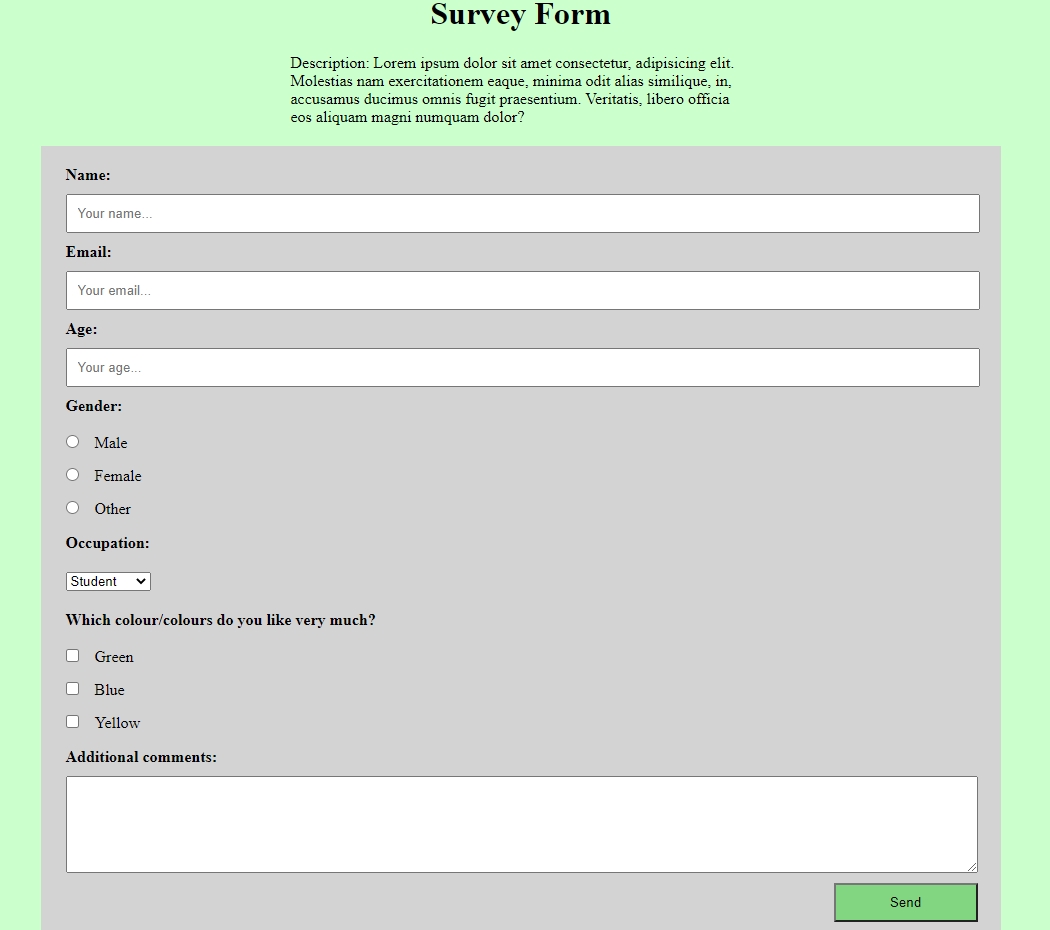 Survey Form
Description: Lorem ipsum dolor sit amet consectetur, adipisicing elit.
Molestias nam exercitationem eaque, minima odit alias similique, in,
accusamus ducimus omnis fugit praesentium. Veritatis, libero officia
eos aliquam magni numquam dolor?
Name:
Your name...
Email:
Your email...
Age:
Your age...
Gender:
Male
Female
Other
Occupation:
Student
Which colour/colours do you like very much?
Green
Blue
Yellow
Additional comments:
Send